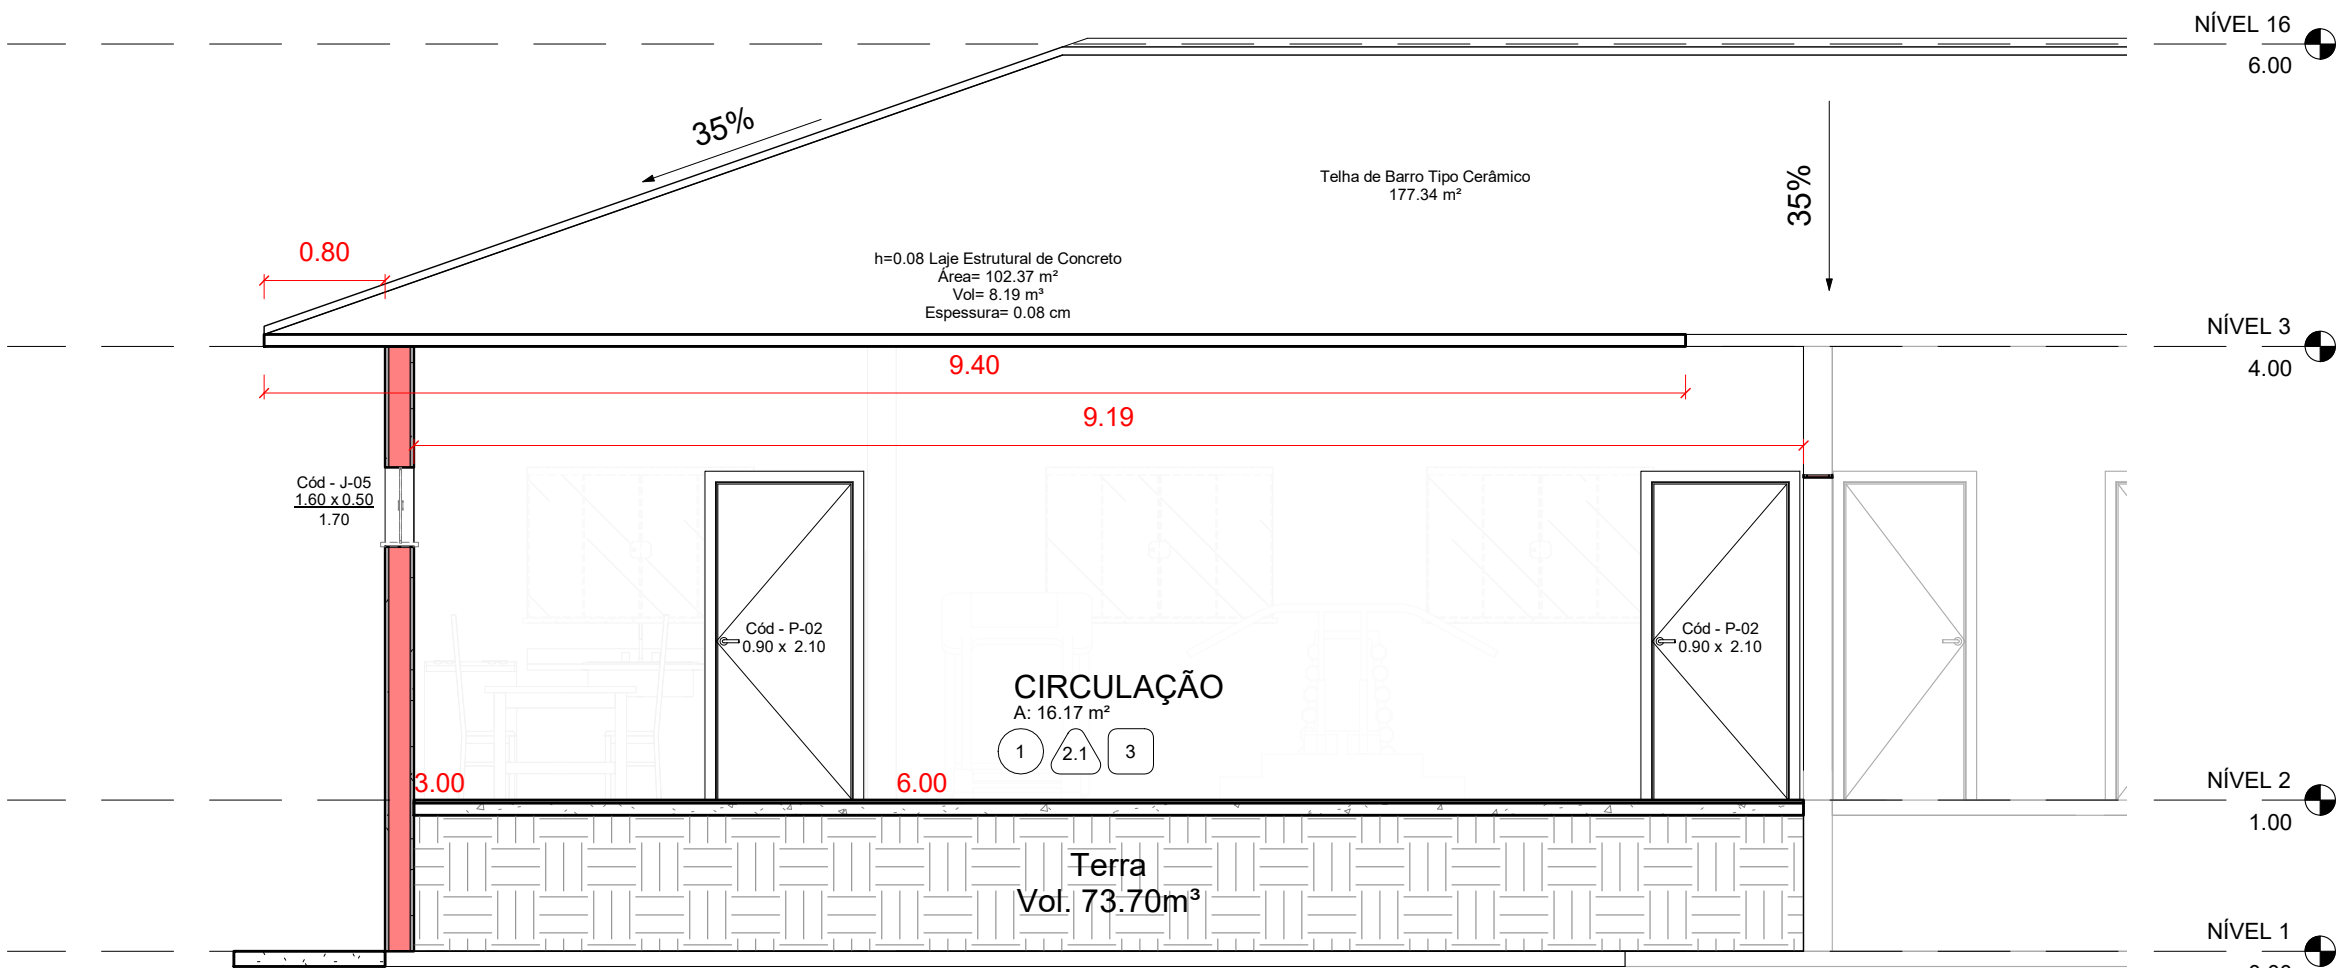 NÍVEL 16
6.00
35%
Telha de Barro Tipo Cerâmico
177.34 m²
35%
0.80
h=0.08 Laje Estrutural de Concreto
Área= 102.37 m²
Vol= 8.19 m³
Espessura= 0.08 cm
NÍVEL 3
4.00
9.40
9.19
Cód - J-05
1.60 x 0.50
1.70
Cód - P-02
0.90 x 2.10
Cód - P-02
0.90 x 2.10
CIRCULAÇÃO
A: 16.17 m²
1 2.1 3
3.00
6.00
NÍVEL 2
1.00
Terra
Vol. 73.70m³
NÍVEL 1